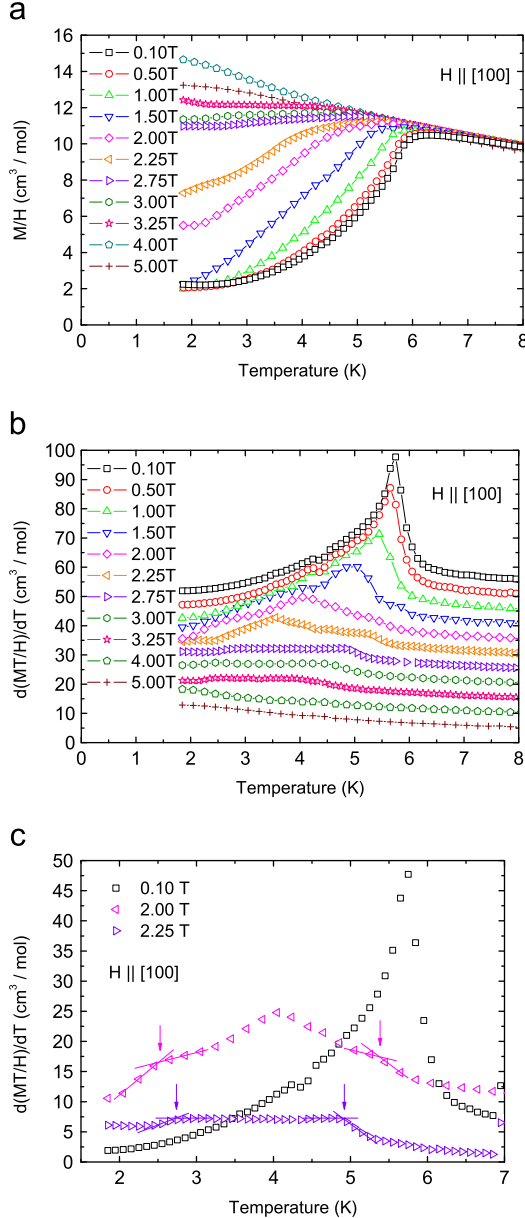 a
16
14
12
10
8
6
4
2
0
M/H (cm³ / mol)
0.10T
0.50T
1.00T
1.50T
2.00T
2.25T
2.75T
3.00T
3.25T
4.00T
5.00T
H || [100]
0 1 2 3 4 5 6 7 8
Temperature (K)
b
100
90
80
70
60
50
40
30
20
10
0
d(MT/H)/dT (cm³ / mol)
0.10T
0.50T
1.00T
1.50T
2.00T
2.25T
2.75T
3.00T
3.25T
4.00T
5.00T
H || [100]
0 1 2 3 4 5 6 7 8
Temperature (K)
c
50
45
40
35
30
25
20
15
10
5
0
d(MT/H)/dT (cm³ / mol)
0.10 T
2.00 T
2.25 T
H || [100]
2 3 4 5 6 7
Temperature (K)